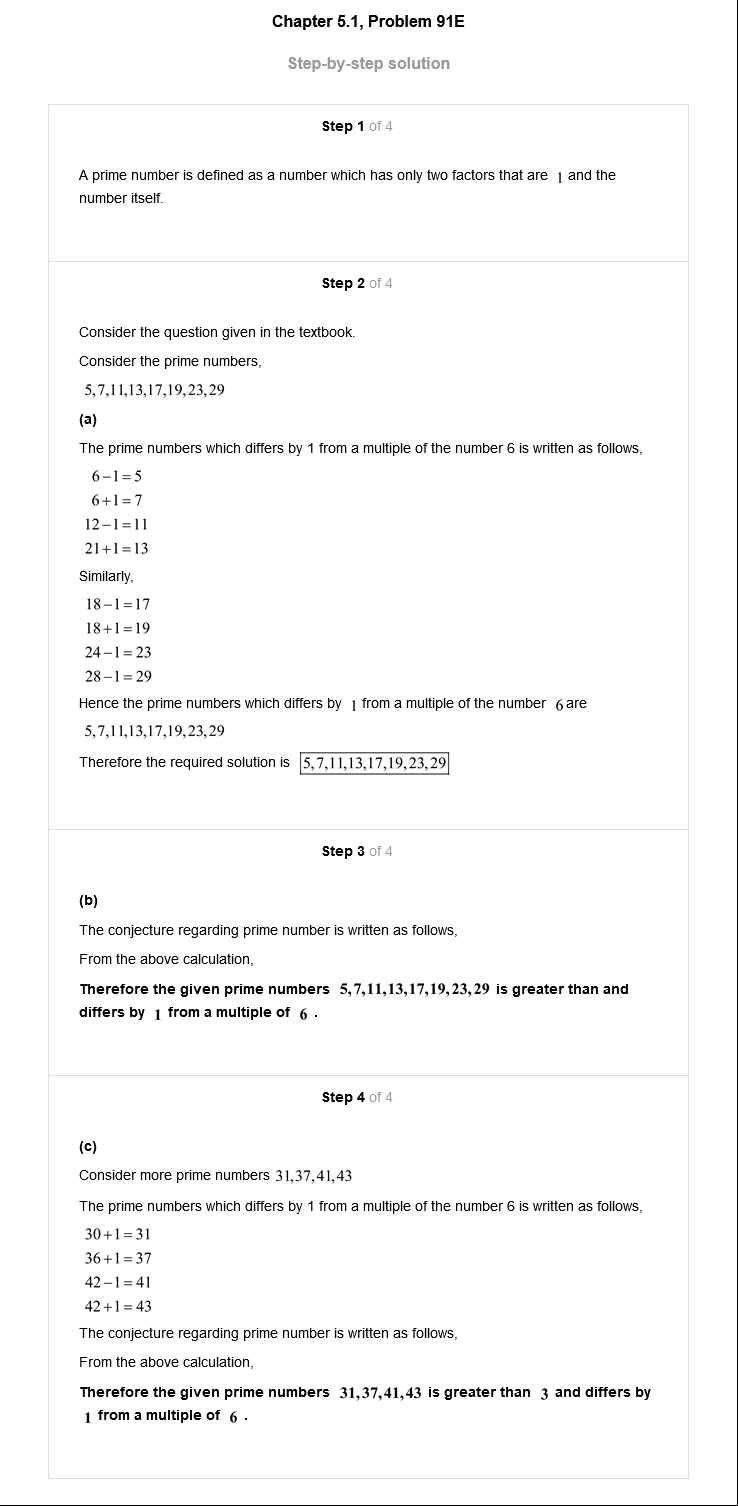 Chapter 5.1, Problem 91E
Step-by-step solution
Step 1 of 4
A prime number is defined as a number which has only two factors that are 1 and the
number itself.
Step 2 of 4
Consider the question given in the textbook.
Consider the prime numbers,
5,7,11,13,17,19,23,29
(a)
The prime numbers which differs by 1 from a multiple of the number 6 is written as follows,
6−1=5
6+1=7
12−1=11
21+1=13
Similarly,
18−1=17
18+1=19
24−1=23
28−1=29
Hence the prime numbers which differs by 1 from a multiple of the number 6 are
5,7,11,13,17,19,23,29
Therefore the required solution is 5,7,11,13,17,19,23,29
Step 3 of 4
(b)
The conjecture regarding prime number is written as follows,
From the above calculation,
Therefore the given prime numbers 5,7,11,13,17,19,23,29 is greater than and
differs by 1 from a multiple of 6 .
Step 4 of 4
(c)
Consider more prime numbers 31,37,41,43
The prime numbers which differs by 1 from a multiple of the number 6 is written as follows,
30+1=31
36+1=37
42−1=41
42+1=43
The conjecture regarding prime number is written as follows,
From the above calculation,
Therefore the given prime numbers 31,37,41,43 is greater than 3 and differs by
1 from a multiple of 6 .